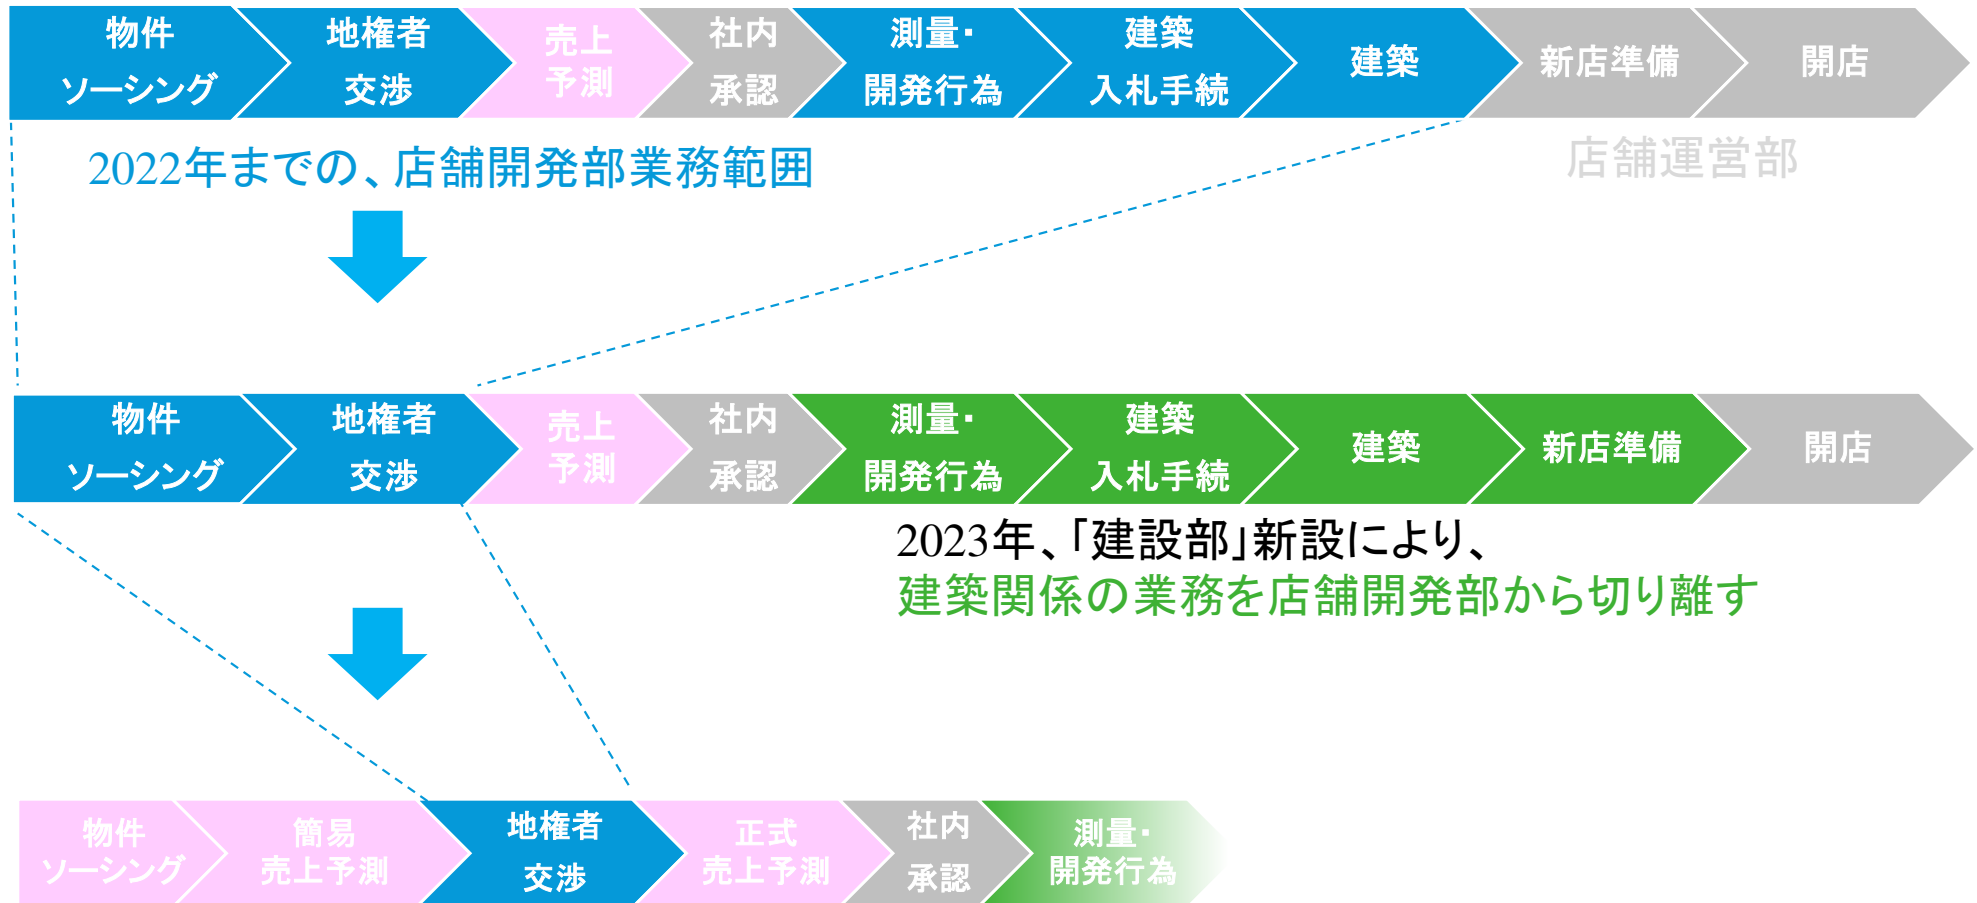 物件
ソーシング
地権者
交渉
売上
予測
社内
承認
測量・
開発行為
建築
入札手続
建築
新店準備
開店
2022年までの、店舗開発部業務範囲
店舗運営部
物件
ソーシング
地権者
交渉
売上
予測
社内
承認
測量・
開発行為
建築
入札手続
建築
新店準備
開店
2023年、「建設部」新設により、
建築関係の業務を店舗開発部から切り離す
物件
ソーシング
簡易
売上予測
地権者
交渉
正式
売上予測
社内
承認
測量・
開発行為